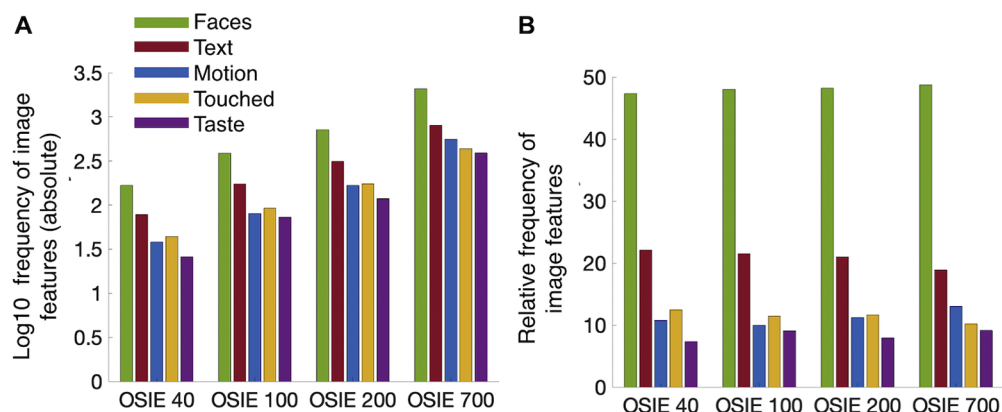 A
Faces
Text
Motion
Touched
Taste
Log10 frequency of image
features (absolute)
3.5
3
2.5
2
1.5
1
0.5
0
OSIE 40 OSIE 100 OSIE 200 OSIE 700
B
Relative frequency of
image features
50
40
30
20
10
0
OSIE 40 OSIE 100 OSIE 200 OSIE 700